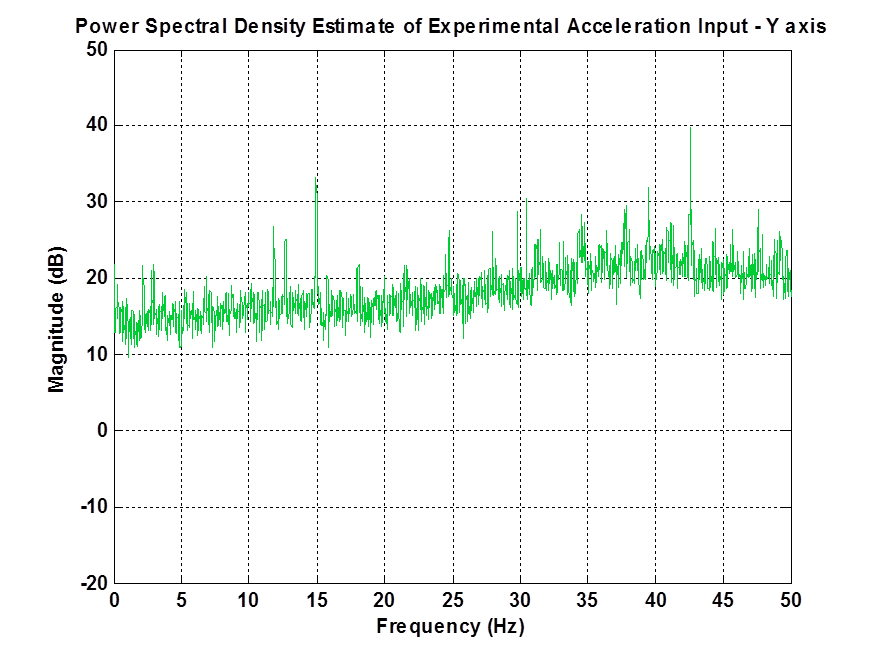 Power Spectral Density Estimate of Experimental Acceleration Input - Y axis
50
40
30
20
10
0
-10
-20
Magnitude (dB)
0 5 10 15 20 25 30 35 40 45 50
Frequency (Hz)